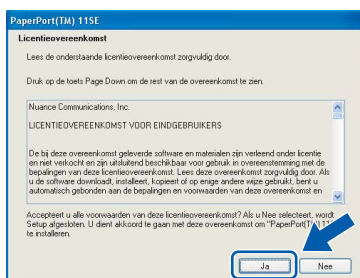 PaperPort(TM) 11SE
Licentieovereenkomst
Lees de onderstaande licentieovereenkomst zorgvuldig door.
Druk op de toets Page Down om de rest van de overeenkomst te zien.
Nuance Communications, Inc.
LICENTIEOVEREENKOMST VOOR EINDGEBRUIKERS
De bij deze overeenkomst geleverde software en materialen zijn verleend onder licentie
en niet verkocht en zijn uitsluitend beschikbaar voor gebruik in overeenstemming met de
bepalingen van deze licentieovereenkomst. Lees deze overeenkomst zorgvuldig door. Als
u de software downloadt, installeert, kopieert of op enige andere wijze gebruikt, bent u
automatisch gebonden aan de bepalingen en voorwaarden van deze overeenkomst en
Accepteert u alle voorwaarden van deze licentieovereenkomst? Als u Nee selecteert, wordt
Setup afgesloten. U dient akkoord te gaan met deze overeenkomst om "PaperPort(TM) 11
te installeren.
Ja Nee